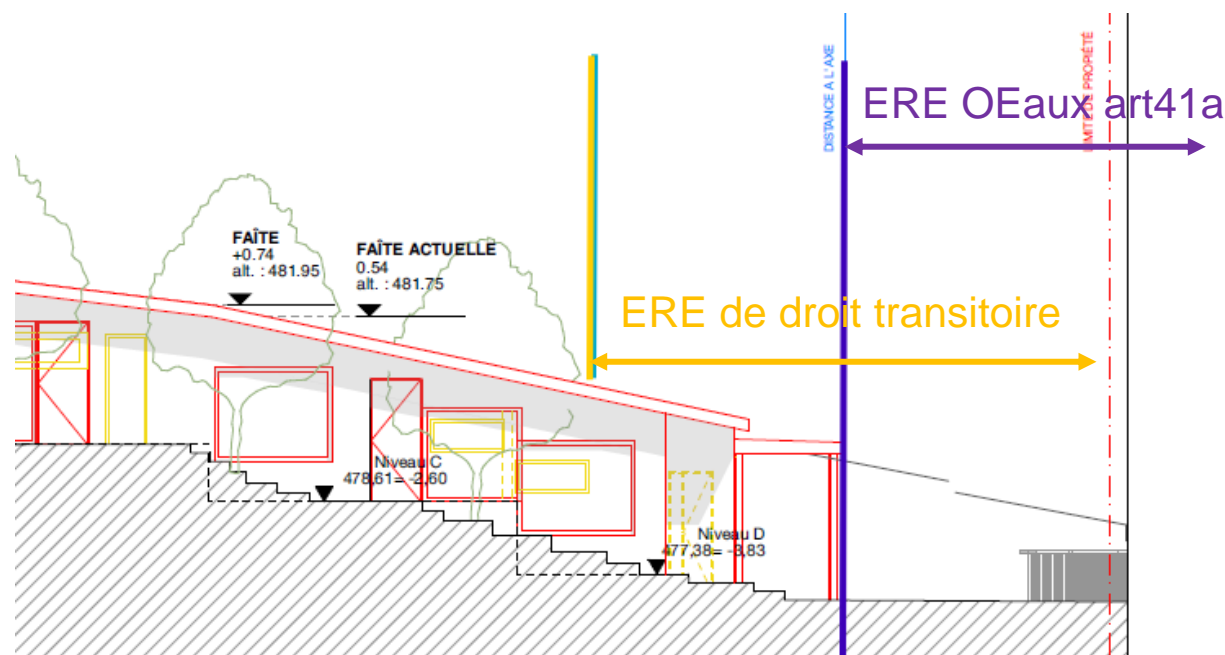 DISTANCE A L'AXE
LIMITE DE PROPRIÉTÉ
ERE OEaux art41a
FAÎTE
+0.74
alt. : 481.95
FAÎTE ACTUELLE
0.54
alt. : 481.75
ERE de droit transitoire
Niveau C
478,61= -2,60
Niveau D
477,38= -3,83